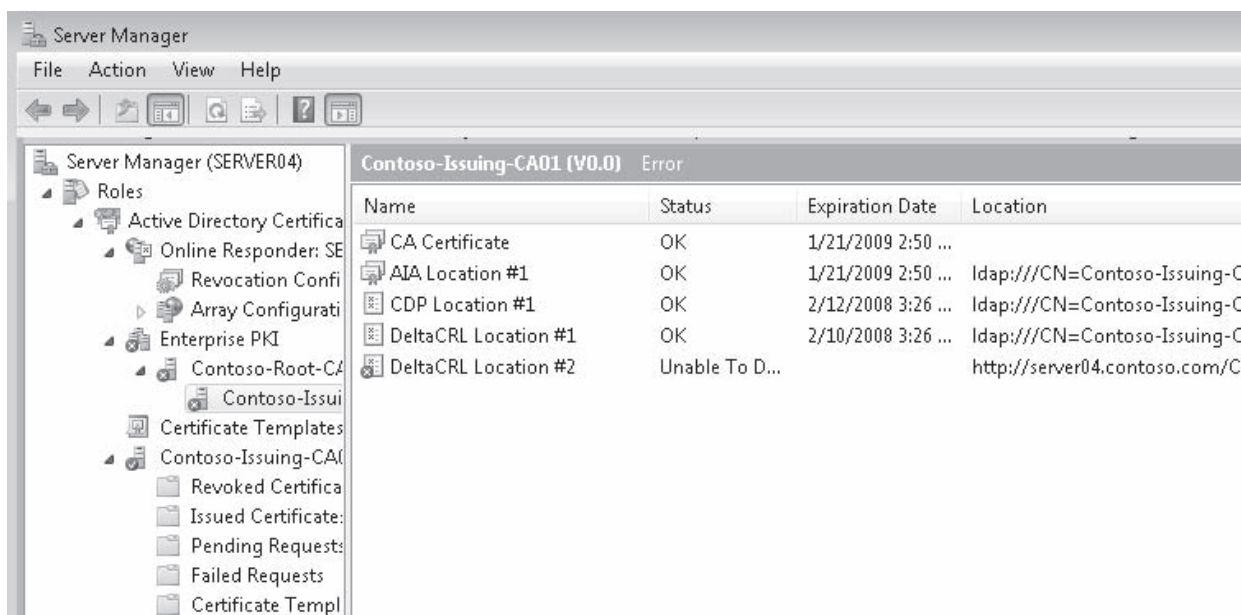 Server Manager
File Action View Help
Server Manager (SERVER04)
Roles
Active Directory Certifica
Online Responder: SE
Revocation Confi
Array Configurati
Enterprise PKI
Contoso-Root-CA
Contoso-Issui
Certificate Templates
Contoso-Issuing-CA(
Revoked Certifica
Issued Certificate:
Pending Requests
Failed Requests
Certificate Templ
Contoso-Issuing-CA01 (V0.0) Error
Name Status Expiration Date Location
CA Certificate OK 1/21/2009 2:50 ...
AIA Location #1 OK 1/21/2009 2:50 ... ldap:///CN=Contoso-Issuing-C
CDP Location #1 OK 2/12/2008 3:26 ... ldap:///CN=Contoso-Issuing-C
DeltaCRL Location #1 OK 2/10/2008 3:26 ... ldap:///CN=Contoso-Issuing-C
DeltaCRL Location #2 Unable To D... http://server04.contoso.com/C